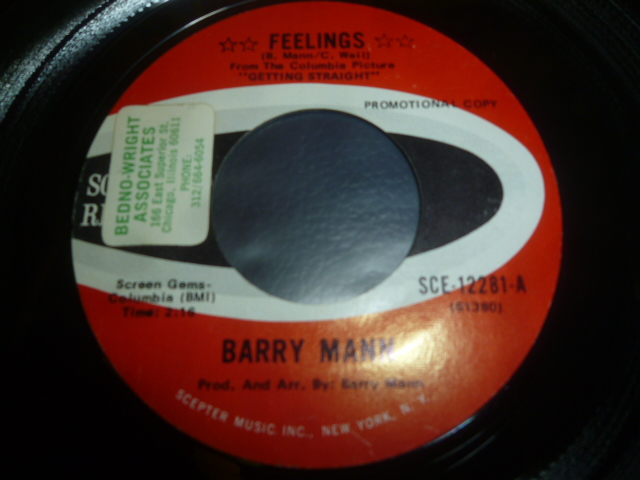 ☆☆ FEELINGS ☆☆
(B. Mann/C. Weil)
From The Columbia Picture
"GETTING STRAIGHT"
PROMOTIONAL COPY
BEDNO-WRIGHT
ASSOCIATES
166 East Superior St.
Chicago, Illinois 60611
PHONE:
312/664-6054
Screen Gems-
Columbia (BMI)
Time: 2:16
SCE-12281-A
(61380)
BARRY MANN
Prod. And Arr. By: Barry Mann
SCEPTER MUSIC INC., NEW YORK, N.Y.